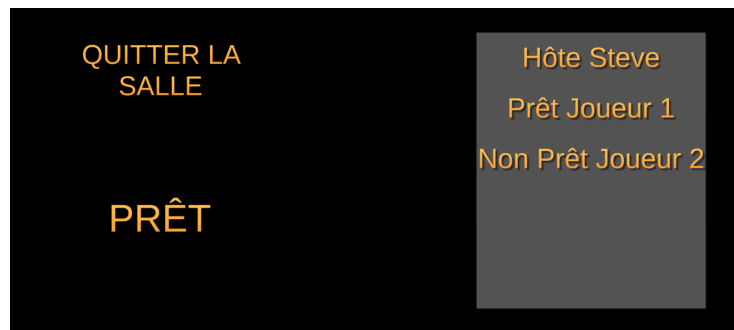 QUITTER LA
SALLE
PRÊT
Hôte Steve
Prêt Joueur 1
Non Prêt Joueur 2